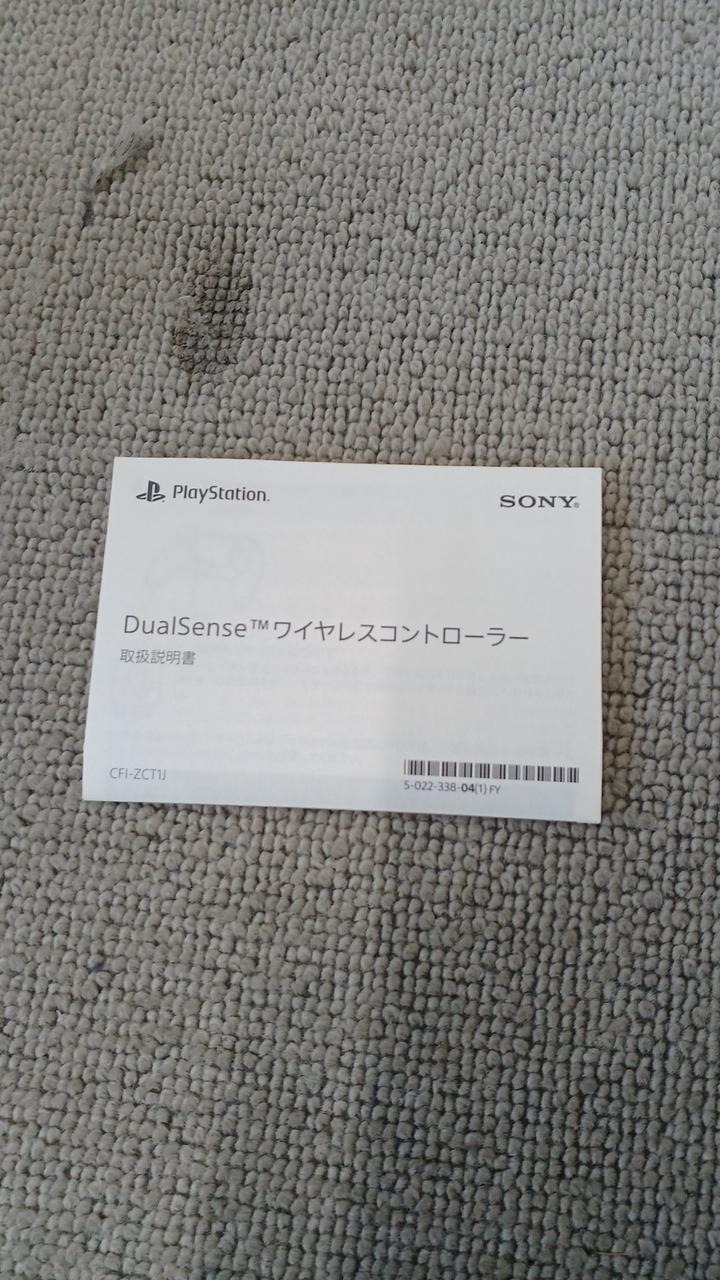 PlayStation®
SONY®
DualSense™ワイヤレスコントローラー
取扱説明書
CFI-ZCT1J
5-022-338-04(1) FY